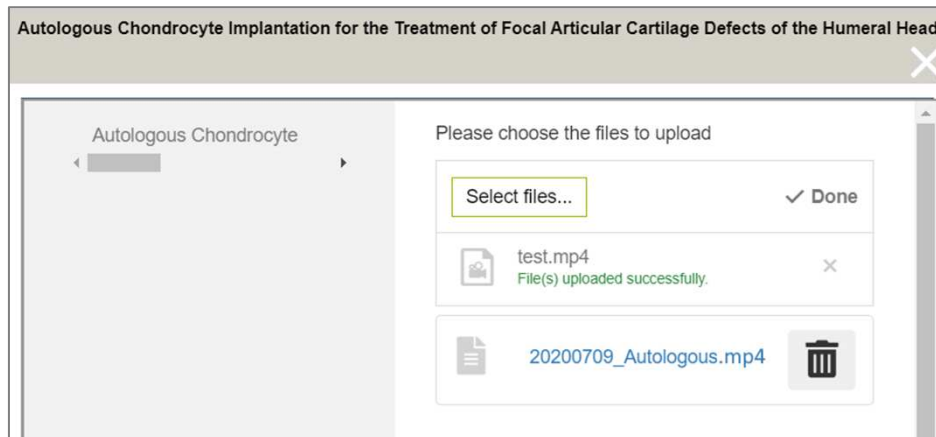 Autologous Chondrocyte Implantation for the Treatment of Focal Articular Cartilage Defects of the Humeral Head
Autologous Chondrocyte
Please choose the files to upload
Select files...
Done
test.mp4
File(s) uploaded successfully.
20200709_Autologous.mp4